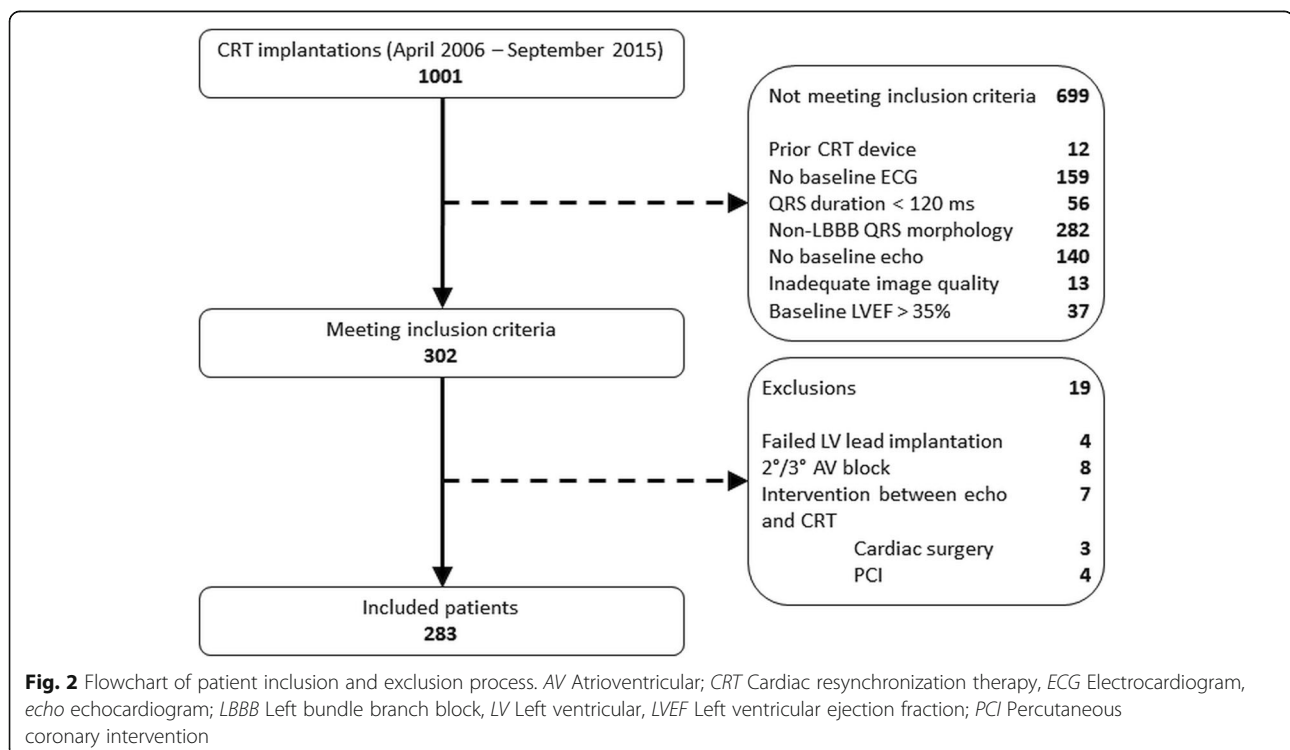 CRT implantations (April 2006 – September 2015)
1001
Not meeting inclusion criteria 699
Prior CRT device 12
No baseline ECG 159
QRS duration < 120 ms 56
Non-LBBB QRS morphology 282
No baseline echo 140
Inadequate image quality 13
Baseline LVEF > 35% 37
Meeting inclusion criteria
302
Exclusions 19
Failed LV lead implantation 4
2°/3° AV block 8
Intervention between echo 7
and CRT
Cardiac surgery 3
PCI 4
Included patients
283
Fig. 2 Flowchart of patient inclusion and exclusion process. AV Atrioventricular; CRT Cardiac resynchronization therapy, ECG Electrocardiogram,
echo echocardiogram; LBBB Left bundle branch block, LV Left ventricular, LVEF Left ventricular ejection fraction; PCI Percutaneous
coronary intervention